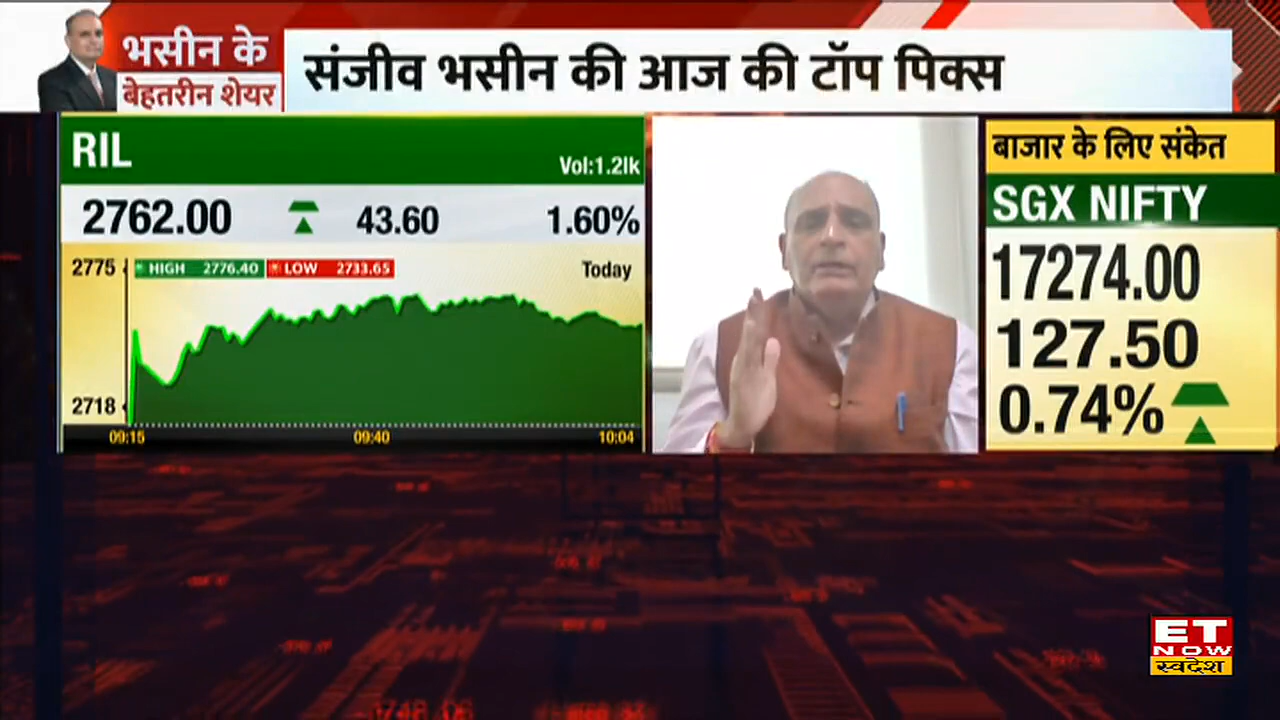 भसीन के
बेहतरीन शेयर
संजीव भसीन की आज की टॉप पिक्स
RIL
Vol:1.2lk
2762.00 43.60 1.60%
2775
HIGH 2776.40 LOW 2733.65
Today
2718
09:15 09:40 10:04
बाजार के लिए संकेत
SGX NIFTY
17274.00
127.50
0.74%
ET
NOW
स्वदेश